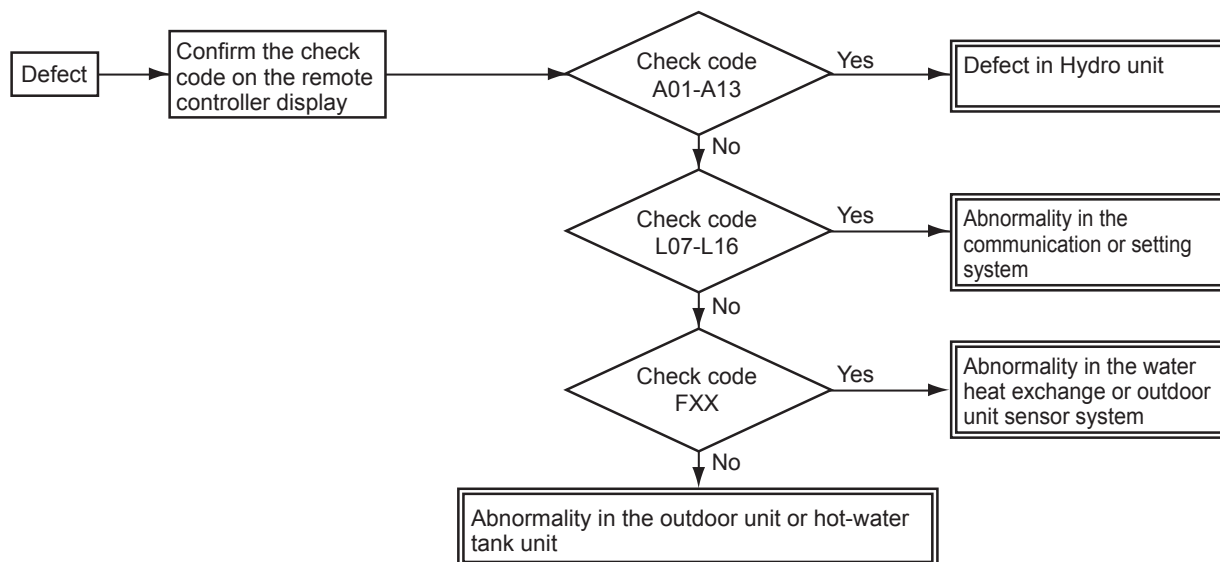 Defect
Confirm the check
code on the remote
controller display
Check code
A01-A13
Yes
Defect in Hydro unit
No
Check code
L07-L16
Yes
Abnormality in the
communication or setting
system
No
Check code
FXX
Yes
Abnormality in the water
heat exchange or outdoor
unit sensor system
No
Abnormality in the outdoor unit or hot-water
tank unit